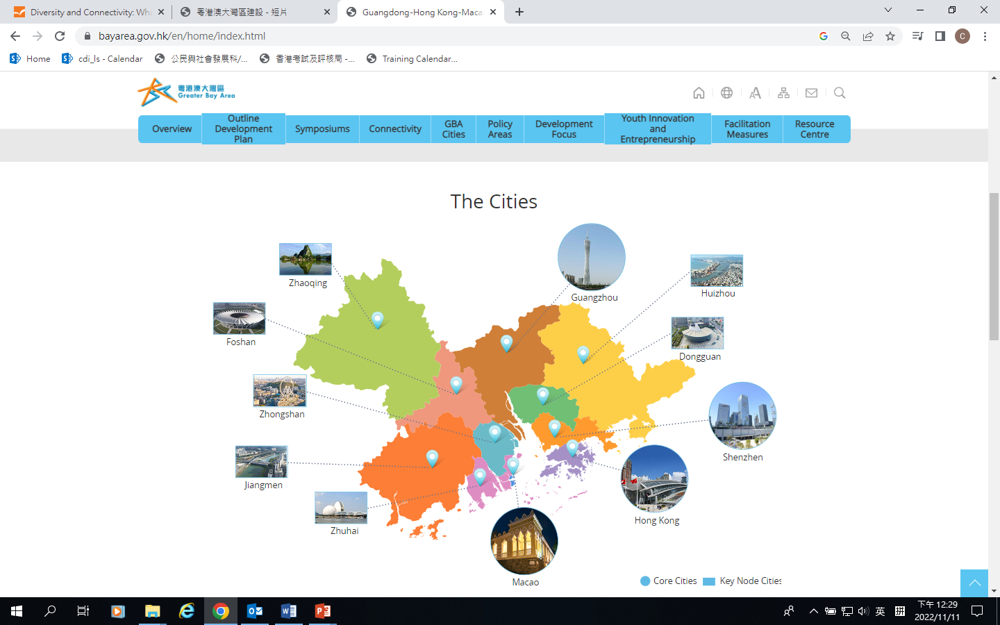 Diversity and Connectivity: Wh
粵港澳大灣區建設 - 短片
Guangdong-Hong Kong-Maca
bayarea.gov.hk/en/home/index.html
C
Home
cdi_ls - Calendar
公民與社會發展科/...
香港考試及評核局 -...
Training Calendar...
粵港澳大灣區
Greater Bay Area
Overview
Outline Development Plan
Symposiums
Connectivity
GBA Cities
Policy Areas
Development Focus
Youth Innovation and Entrepreneurship
Facilitation Measures
Resource Centre
The Cities
Zhaoqing
Guangzhou
Huizhou
Foshan
Dongguan
Zhongshan
Shenzhen
Jiangmen
Hong Kong
Zhuhai
Macao
Core Cities
Key Node Cities
英
拼
下午 12:29
2022/11/11